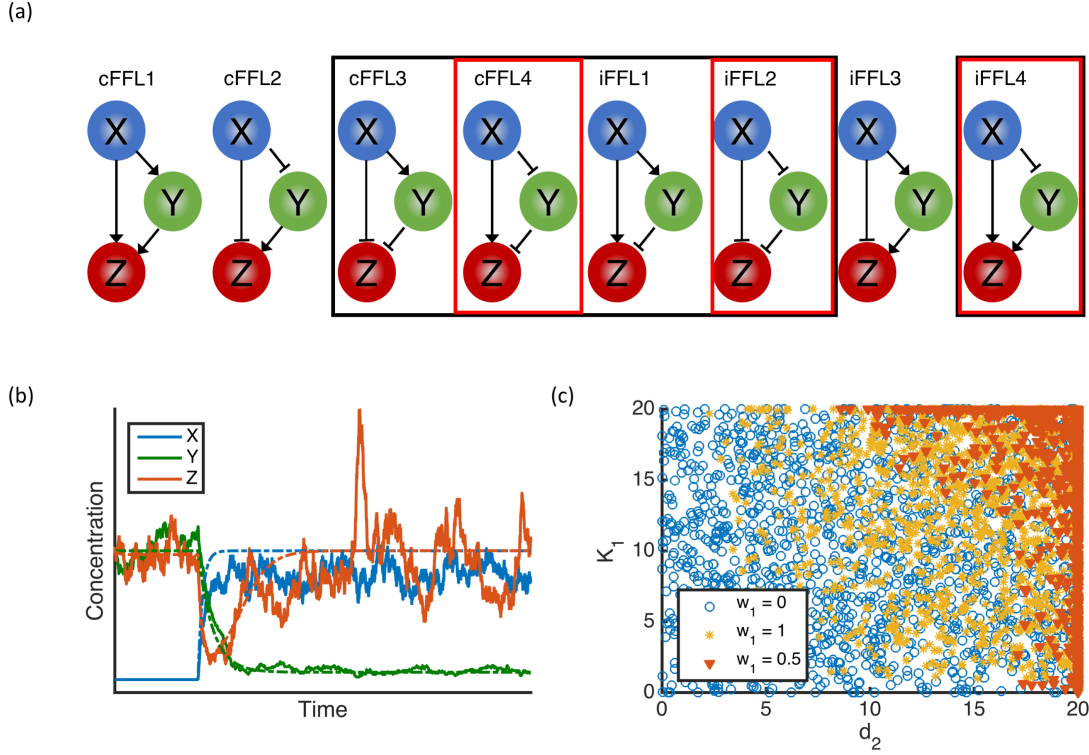 (a)
cFFL1 cFFL2 cFFL3 cFFL4 iFFL1 iFFL2 iFFL3 iFFL4
X X X X X X X X
Y Y Y Y Y Y Y Y
Z Z Z Z Z Z Z Z
(b)
X
Y
Z
Concentration
Time
(c)
20
15
10
5
0
K₁
w₁ = 0
w₁ = 1
w₁ = 0.5
0 5 10 15 20
d₂